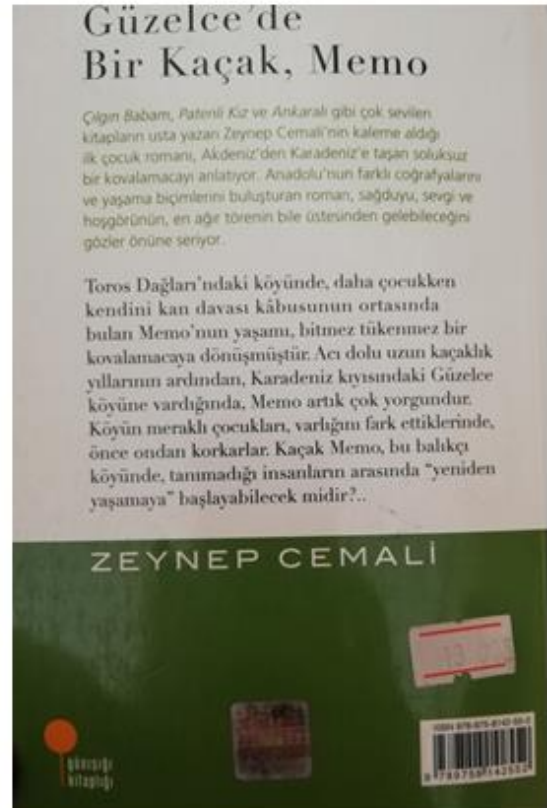 Güzelce'de
Bir Kaçak, Memo
Çılgın Babam, Patenli Kız ve Ankaralı gibi çok sevilen
kitapların usta yazarı Zeynep Cemali'nin kaleme aldığı
ilk çocuk romanı, Akdeniz'den Karadeniz'e taşan soluksuz
bir kovalamacayı anlatıyor. Anadolu'nun farklı coğrafyalarını
ve yaşama biçimlerini buluşturan roman, sağduyu, sevgi ve
hoşgörünün, en ağır törenin bile üstesinden gelebileceğini
gözler önüne seriyor.
Toros Dağları'ndaki köyünde, daha çocukken
kendini kan davası kâbusunun ortasında
bulan Memo'nun yaşamı, bitmez tükenmez bir
kovalamacaya dönüşmüştür. Acı dolu uzun kaçaklık
yıllarının ardından, Karadeniz kıyısındaki Güzelce
köyüne vardığında, Memo artık çok yorgundur.
Köyün meraklı çocukları, varlığını fark ettiklerinde,
önce ondan korkarlar. Kaçak Memo, bu balıkçı
köyünde, tanımadığı insanların arasında "yeniden
yaşamaya" başlayabilecek midir?..
ZEYNEP CEMALİ
günışığı
kitaplığı